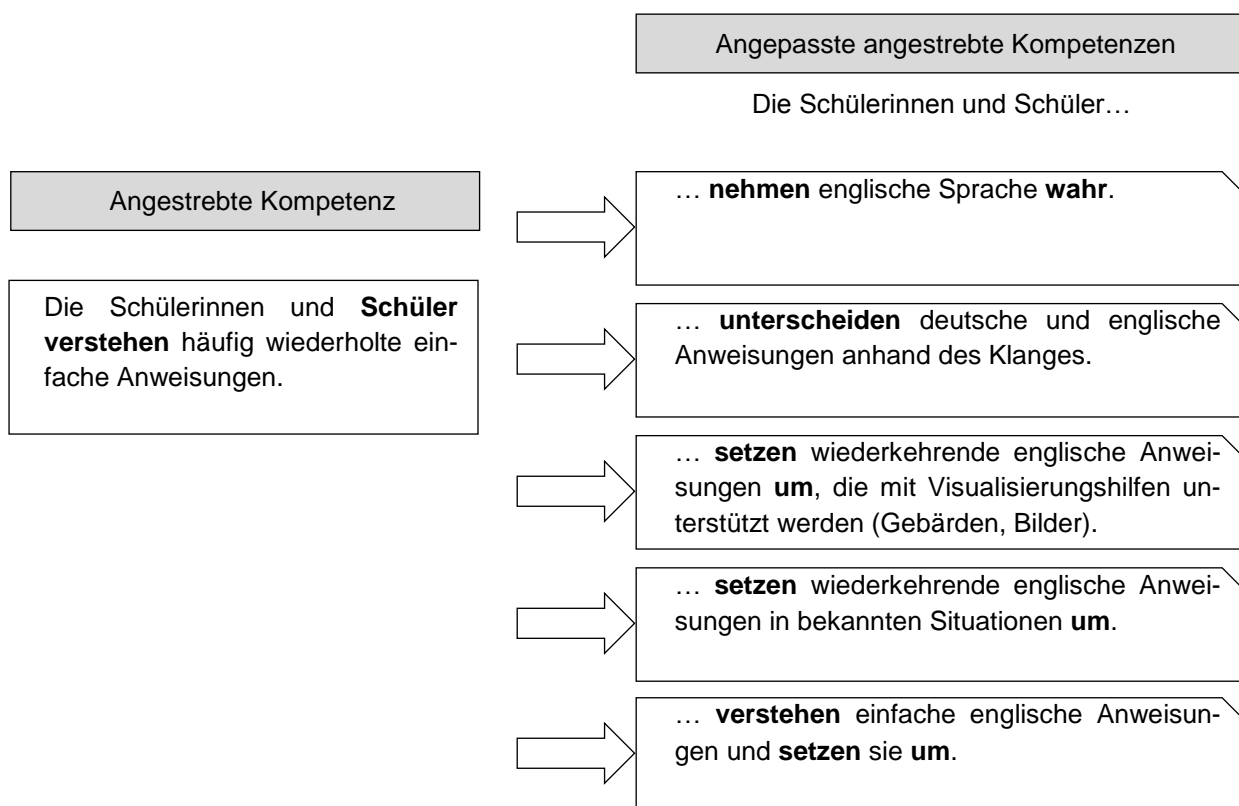 Angepasste angestrebte Kompetenzen
Die Schülerinnen und Schüler…
Angestrebte Kompetenz
Die Schülerinnen und Schüler
verstehen häufig wiederholte ein-
fache Anweisungen.
… nehmen englische Sprache wahr.
… unterscheiden deutsche und englische
Anweisungen anhand des Klanges.
… setzen wiederkehrende englische Anwei-
sungen um, die mit Visualisierungshilfen un-
terstützt werden (Gebärden, Bilder).
… setzen wiederkehrende englische Anwei-
sungen in bekannten Situationen um.
… verstehen einfache englische Anweisun-
gen und setzen sie um.